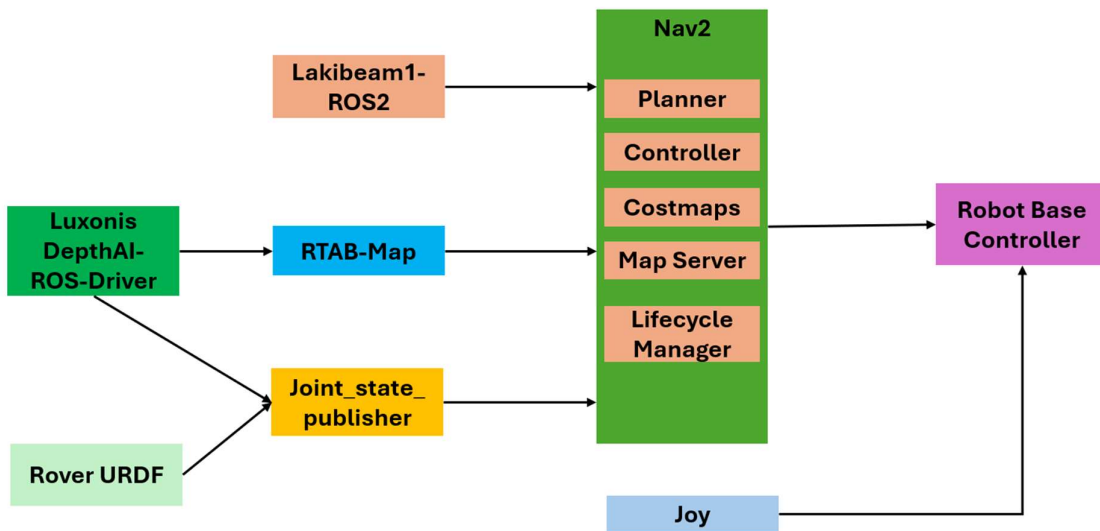 Nav2
Lakibeam1-
ROS2
Planner
Controller
Costmaps
Map Server
Lifecycle
Manager
Luxonis
DepthAI-
ROS-Driver
RTAB-Map
Joint_state_
publisher
Rover URDF
Robot Base
Controller
Joy